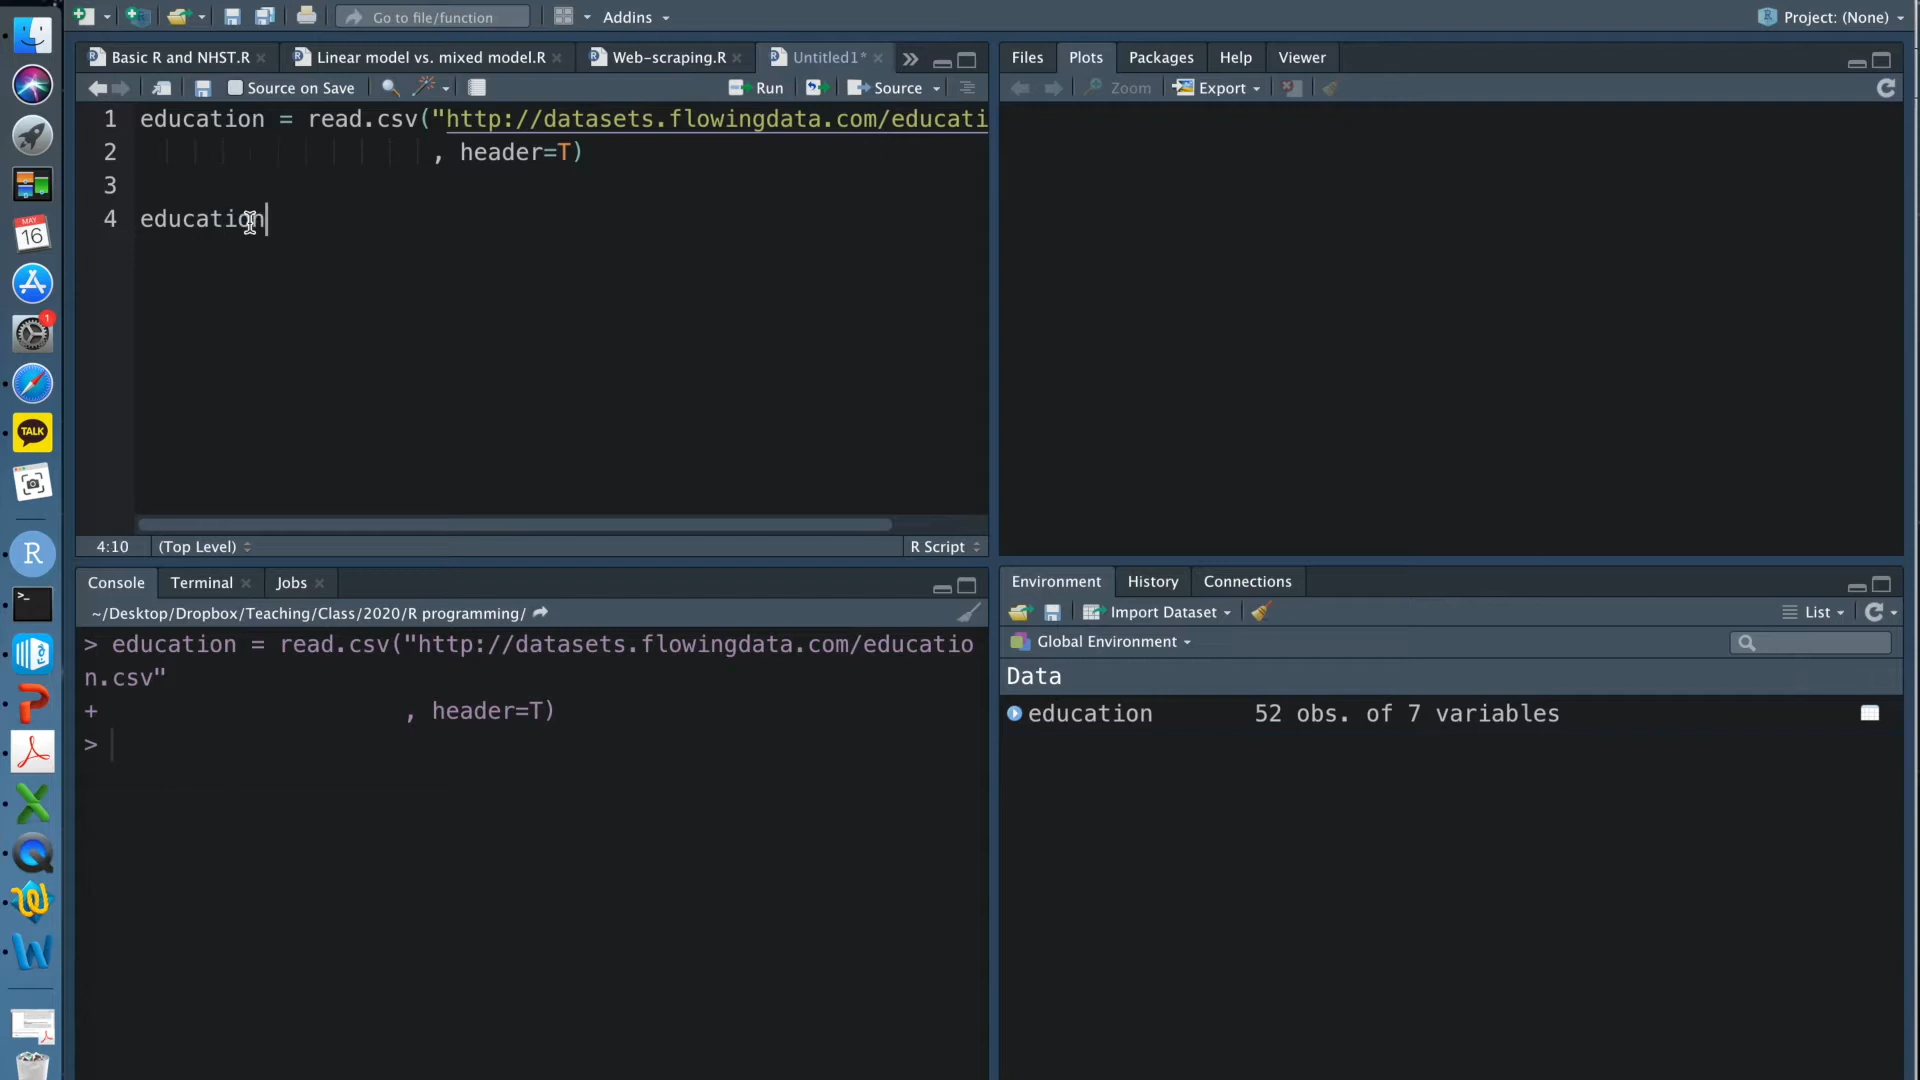 Go to file/function
Addins
Project: (None)
Basic R and NHST.R
Linear model vs. mixed model.R
Web-scraping.R
Untitled1*
Source on Save
Run
Source
1 education = read.csv("http://datasets.flowingdata.com/educati
2 , header=T)
3
4 education
4:10 (Top Level) R Script
Files Plots Packages Help Viewer
Zoom Export
Console Terminal Jobs
~/Desktop/Dropbox/Teaching/Class/2020/R programming/
> education = read.csv("http://datasets.flowingdata.com/educatio
n.csv"
+ , header=T)
>
Environment History Connections
Import Dataset List
Global Environment
Data
education 52 obs. of 7 variables
MAY
16
1
TALK
R
>_
W